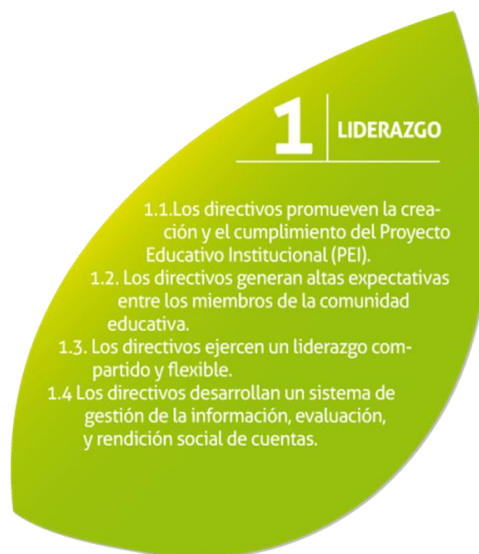 1 LIDERAZGO
1.1.Los directivos promueven la crea-
ción y el cumplimiento del Proyecto
Educativo Institucional (PEI).
1.2. Los directivos generan altas expectativas
entre los miembros de la comunidad
educativa.
1.3. Los directivos ejercen un liderazgo com-
partido y flexible.
1.4 Los directivos desarrollan un sistema de
gestión de la información, evaluación,
y rendición social de cuentas.